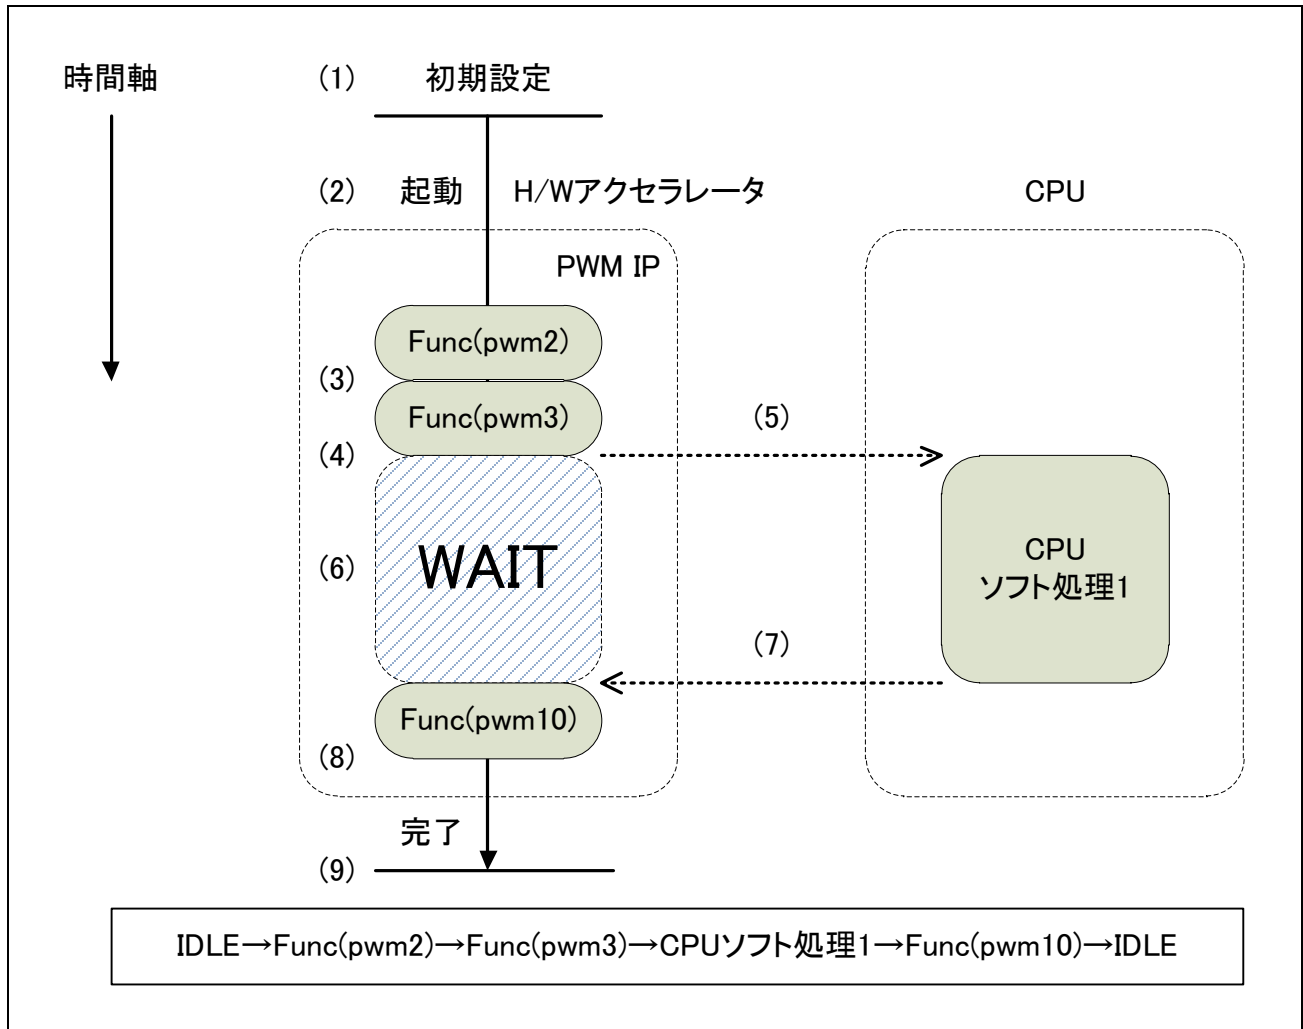 時間軸
(1) 初期設定
(2) 起動 H/Wアクセラレータ
CPU
PWM IP
Func(pwm2)
(3)
Func(pwm3)
(5)
(4)
(6) WAIT
CPU
ソフト処理1
(7)
Func(pwm10)
(8)
完了
(9)
IDLE→Func(pwm2)→Func(pwm3)→CPUソフト処理1→Func(pwm10)→IDLE